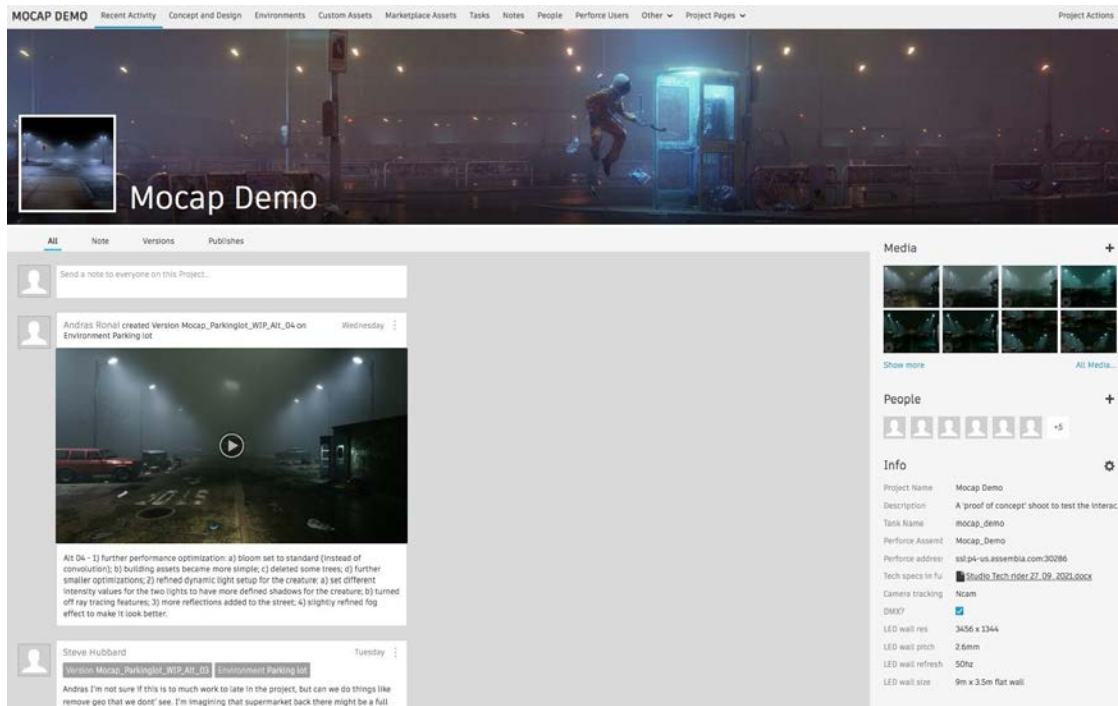 MOCAP DEMO Recent Activity Concept and Design Environments Custom Assets Marketplace Assets Tasks Notes People Perforce Users Other Project Pages Project Actions
Mocap Demo
All Note Versions Publishes
Send a note to everyone on this Project...
Andras Ronai created Version Mocap_Parkinglot_WIP_Alt_04 on Wednesday
Environment Parking lot
Alt 04 - 1) further performance optimization: a) bloom set to standard (instead of
convolution); b) building assets became more simple; c) deleted some trees; d) further
smaller optimizations; 2) refined dynamic light setup for the creature: a) set different
intensity values for the two lights to have more defined shadows for the creature; b) turned
off ray tracing features; 3) more reflections added to the street; 4) slightly refined fog
effect to make it look better.
Steve Hubbard Tuesday
Version Mocap_Parkinglot_WIP_Alt_03 Environment Parking lot
Andras I'm not sure if this is to much work to late in the project, but can we do things like
remove geo that we dont' see. I'm imagining that supermarket back there might be a full
Media
Show more All Media...
People
+5
Info
Project Name Mocap Demo
Description A 'proof of concept' shoot to test the Interac
Tank Name mocap_demo
Perforce Assemb Mocap_Demo
Perforce address ssl:p4-us.assembla.com:30286
Tech specs in fu Studio Tech rider 27_09_2021.docx
Camera tracking Ncam
DMX?
LED wall res 3456 x 1344
LED wall pitch 2.6mm
LED wall refresh 50hz
LED wall size 9m x 3.5m flat wall